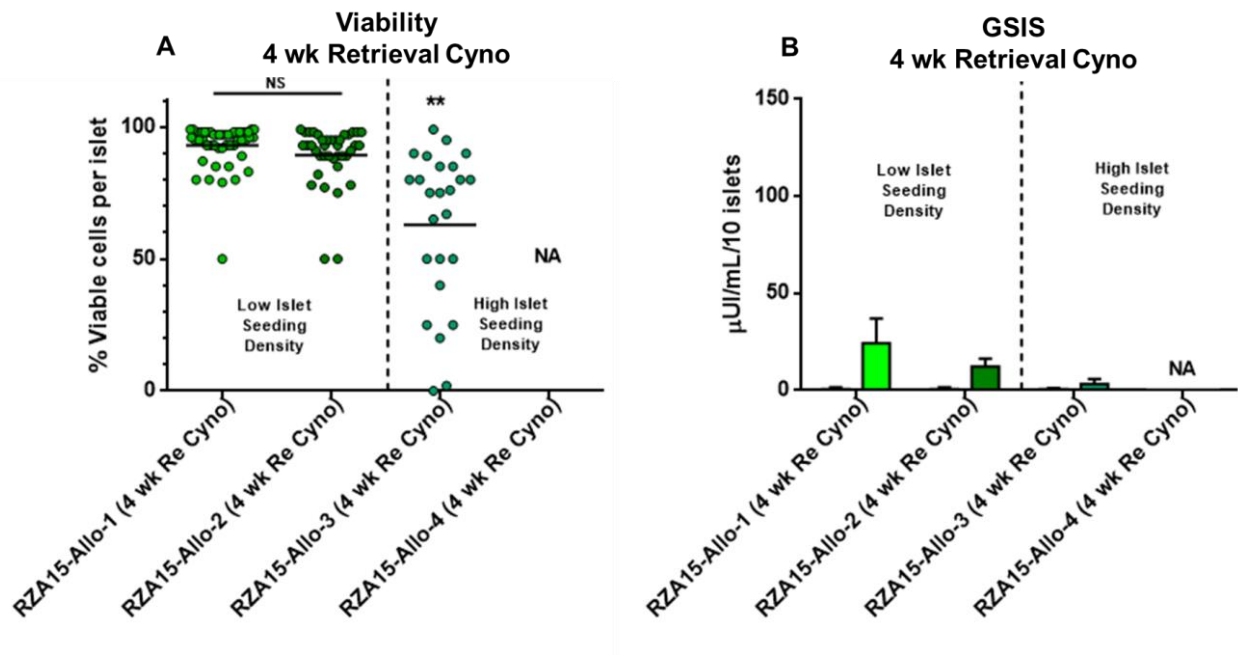 A
Viability
4 wk Retrieval Cyno
NS
**
% Viable cells per islet
100
50
0
NA
Low Islet
Seeding
Density
High Islet
Seeding
Density
RZA15-Allo-1 (4 wk Re Cyno)
RZA15-Allo-2 (4 wk Re Cyno)
RZA15-Allo-3 (4 wk Re Cyno)
RZA15-Allo-4 (4 wk Re Cyno)
B
GSIS
4 wk Retrieval Cyno
µUI/mL/10 islets
150
100
50
0
Low Islet
Seeding
Density
High Islet
Seeding
Density
NA
RZA15-Allo-1 (4 wk Re Cyno)
RZA15-Allo-2 (4 wk Re Cyno)
RZA15-Allo-3 (4 wk Re Cyno)
RZA15-Allo-4 (4 wk Re Cyno)